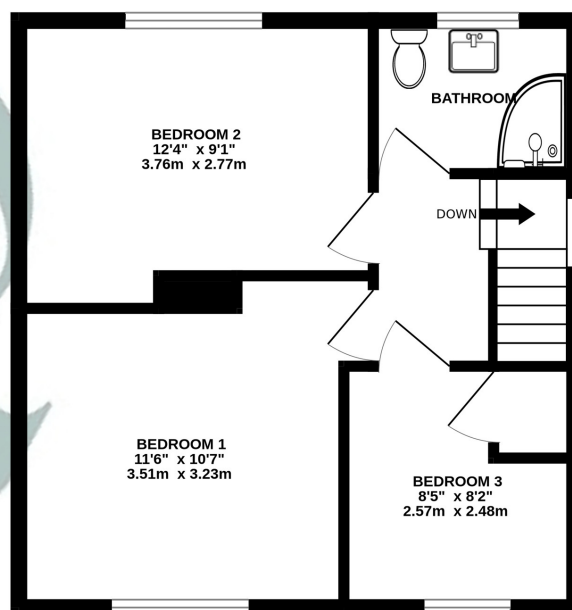 BATHROOM
BEDROOM 2
12'4" x 9'1"
3.76m x 2.77m
DOWN
BEDROOM 1
11'6" x 10'7"
3.51m x 3.23m
BEDROOM 3
8'5" x 8'2"
2.57m x 2.48m